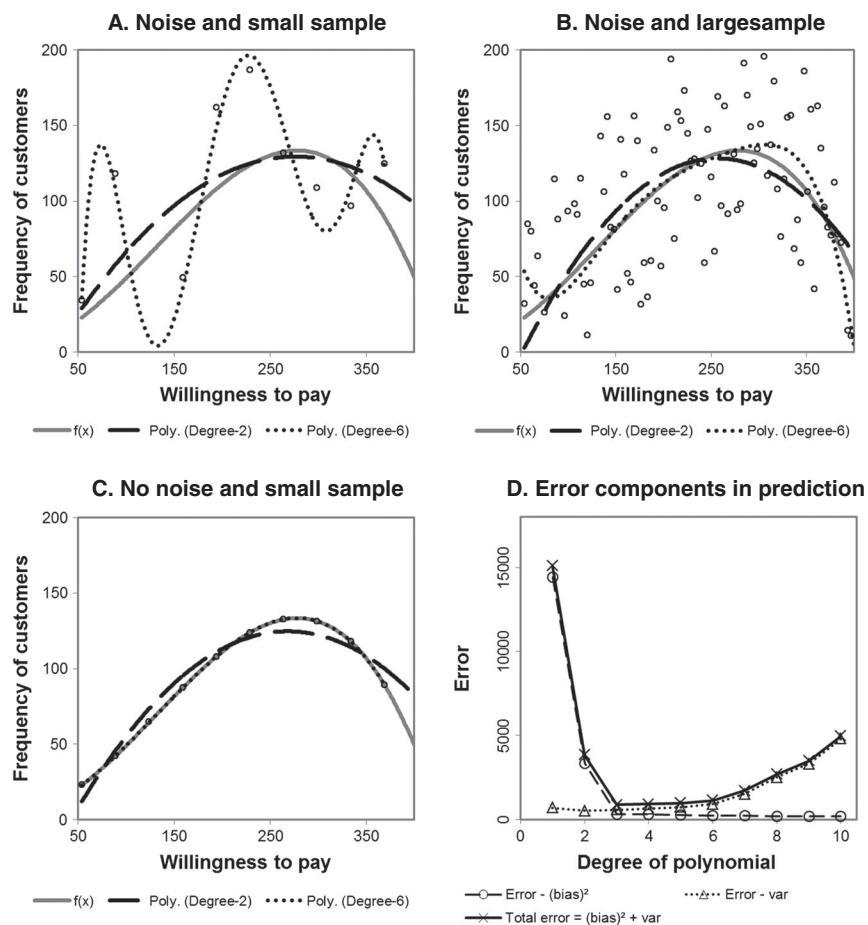 A. Noise and small sample
Frequency of customers
200
150
100
50
0
50 150 250 350
Willingness to pay
f(x) Poly. (Degree-2) Poly. (Degree-6)
B. Noise and largesample
Frequency of customers
200
150
100
50
0
50 150 250 350
Willingness to pay
f(x) Poly. (Degree-2) Poly. (Degree-6)
C. No noise and small sample
Frequency of customers
200
150
100
50
0
50 150 250 350
Willingness to pay
f(x) Poly. (Degree-2) Poly. (Degree-6)
D. Error components in prediction
Error
15000
10000
5000
0
0 2 4 6 8 10
Degree of polynomial
Error - (bias)² Error - var
Total error = (bias)² + var